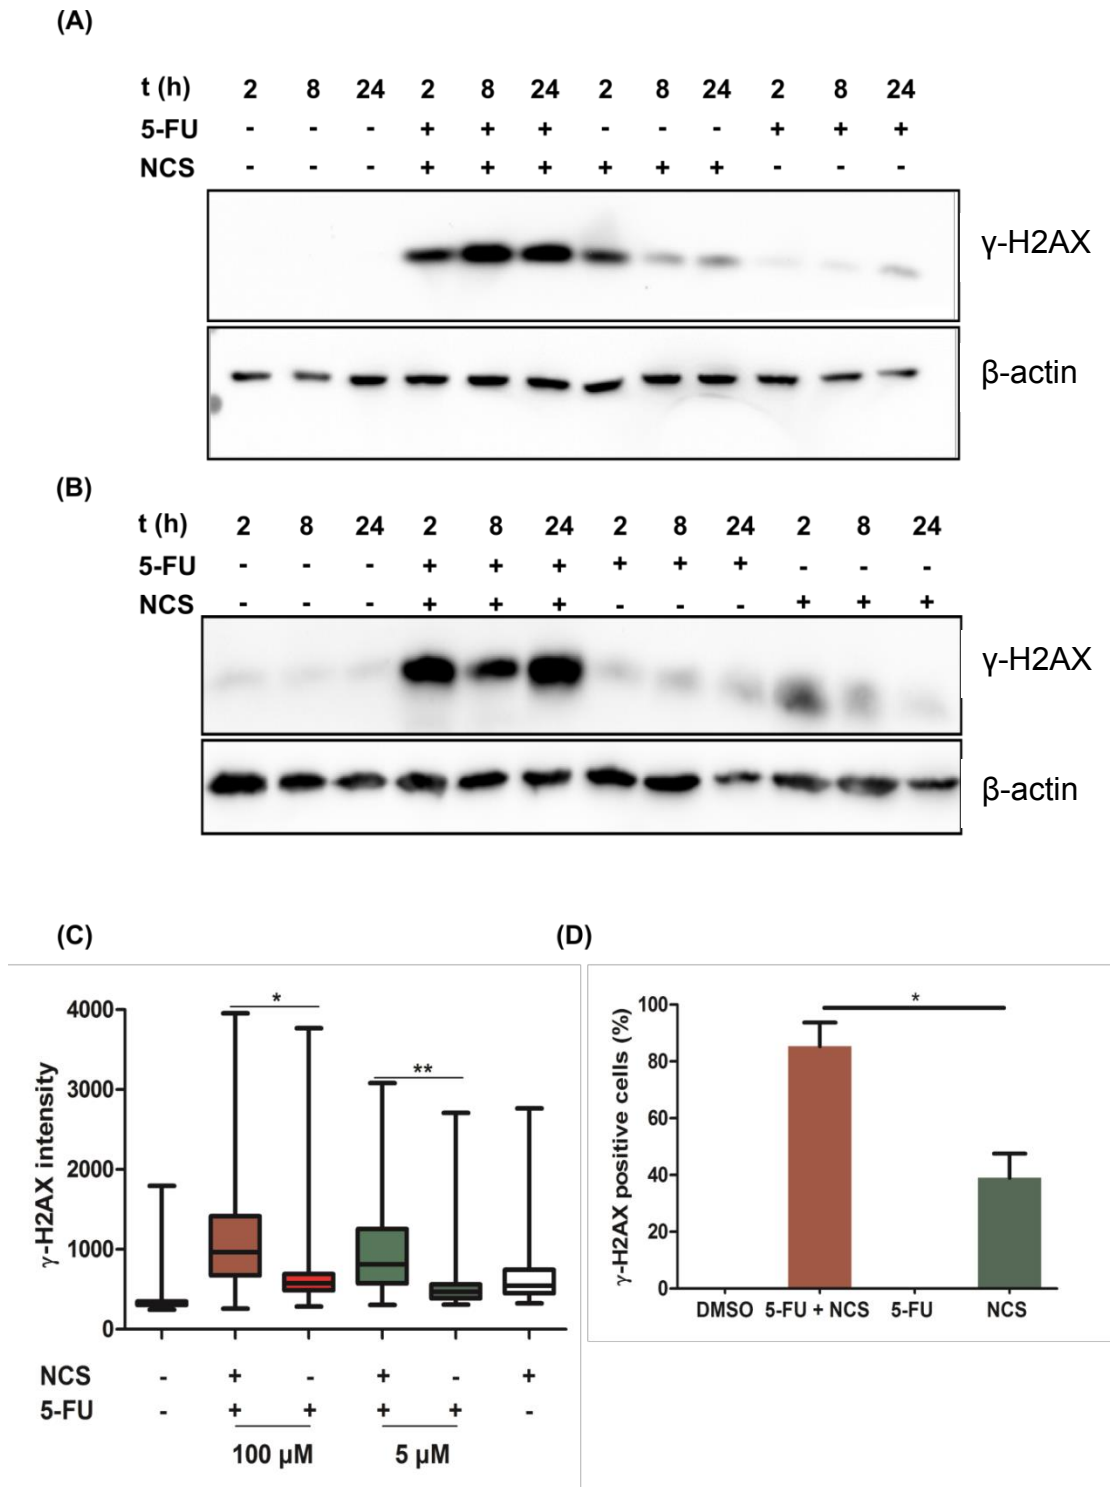 (A)
t (h) 2 8 24 2 8 24 2 8 24 2 8 24
5-FU - - - + + + - - - + + +
NCS - - - + + + + + + - - -
γ-H2AX
β-actin
(B)
t (h) 2 8 24 2 8 24 2 8 24 2 8 24
5-FU - - - + + + + + + - - -
NCS - - - + + + - - - + + +
γ-H2AX
β-actin
(C)
γ-H2AX intensity
4000
3000
2000
1000
0
*
**
NCS - + - + - +
5-FU - + + + + -
100 µM 5 µM
(D)
γ-H2AX positive cells (%)
100
80
60
40
20
0
*
DMSO 5-FU + NCS 5-FU NCS